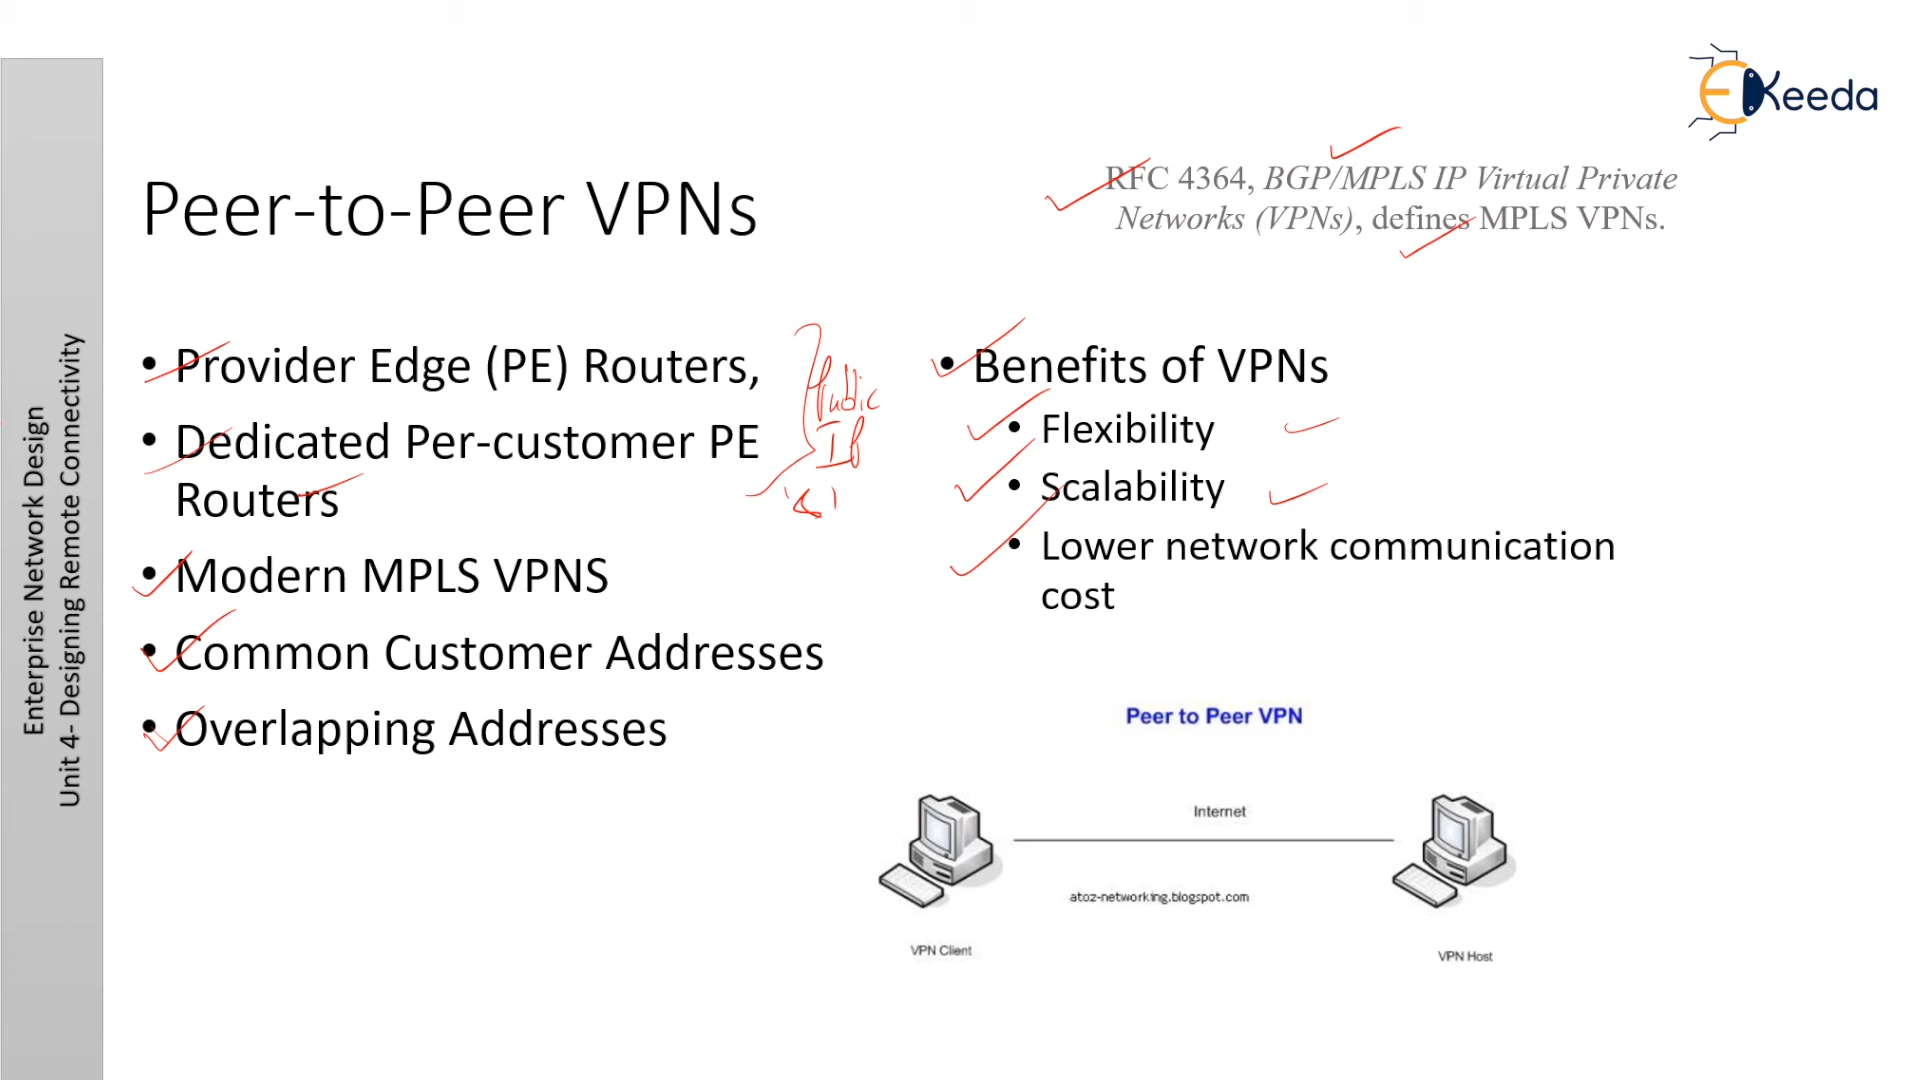 EKeeda
Peer-to-Peer VPNs
RFC 4364, BGP/MPLS IP Virtual Private
Networks (VPNs), defines MPLS VPNs.
Enterprise Network Design
Unit 4- Designing Remote Connectivity
• Provider Edge (PE) Routers,
• Dedicated Per-customer PE
Routers
• Modern MPLS VPNS
• Common Customer Addresses
• Overlapping Addresses
Public
IP
• Benefits of VPNs
• Flexibility
• Scalability
• Lower network communication
cost
Peer to Peer VPN
Internet
atoz-networking.blogspot.com
VPN Client
VPN Host